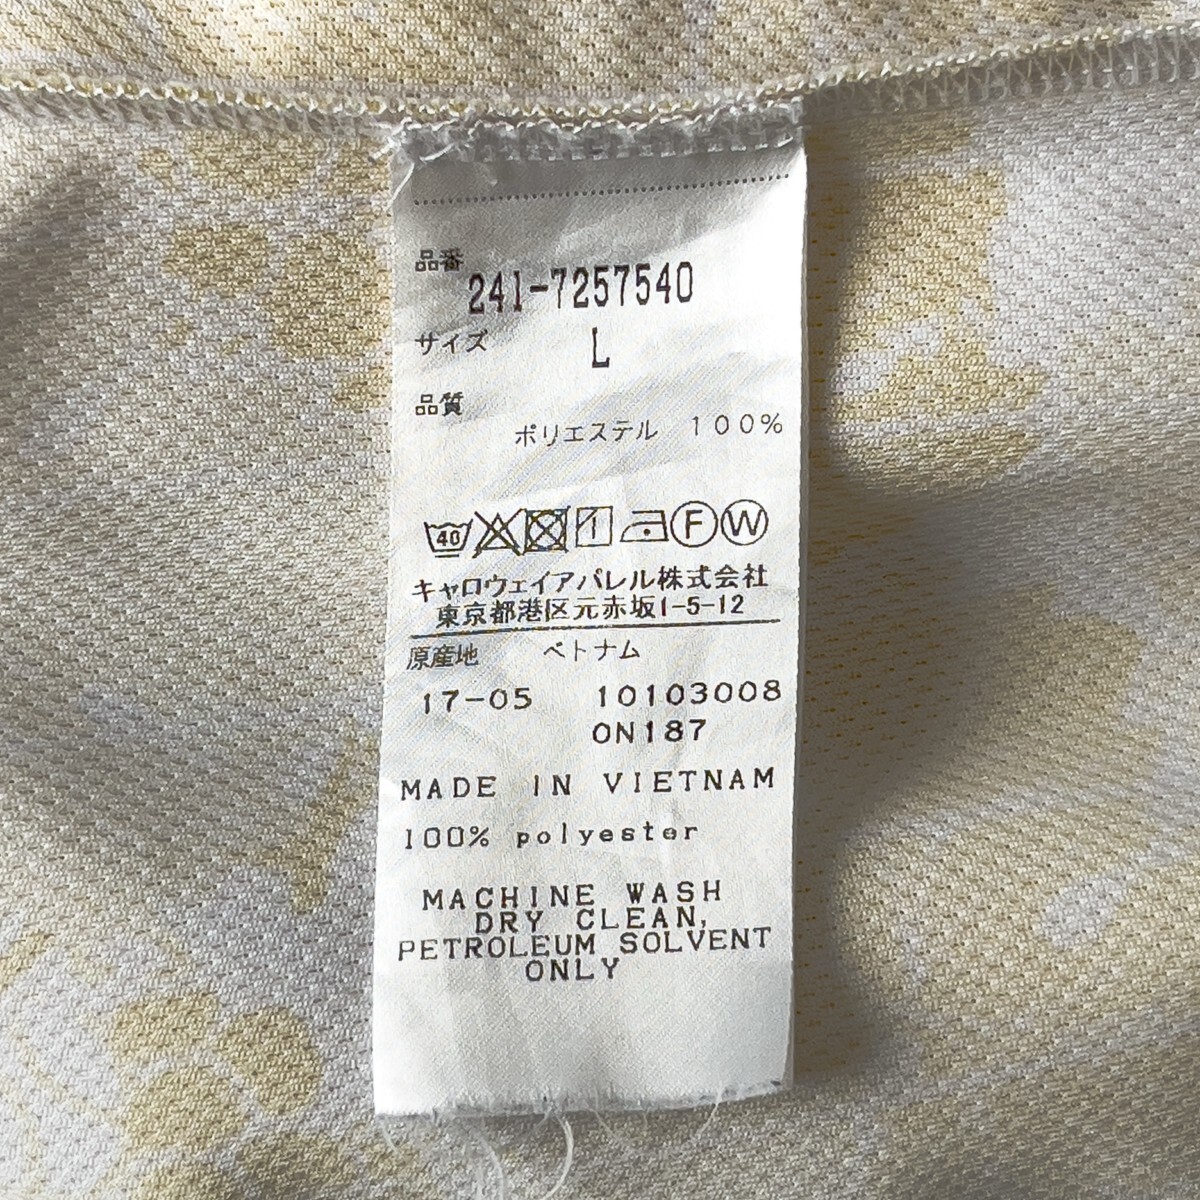 品番
241-7257540
サイズ L
品質
ポリエステル 100%
40 F W
キャロウェイアパレル株式会社
東京都港区元赤坂1-5-12
原産地 ベトナム
17-05 10103008
0N187
MADE IN VIETNAM
100% polyester
MACHINE WASH
DRY CLEAN,
PETROLEUM SOLVENT
ONLY